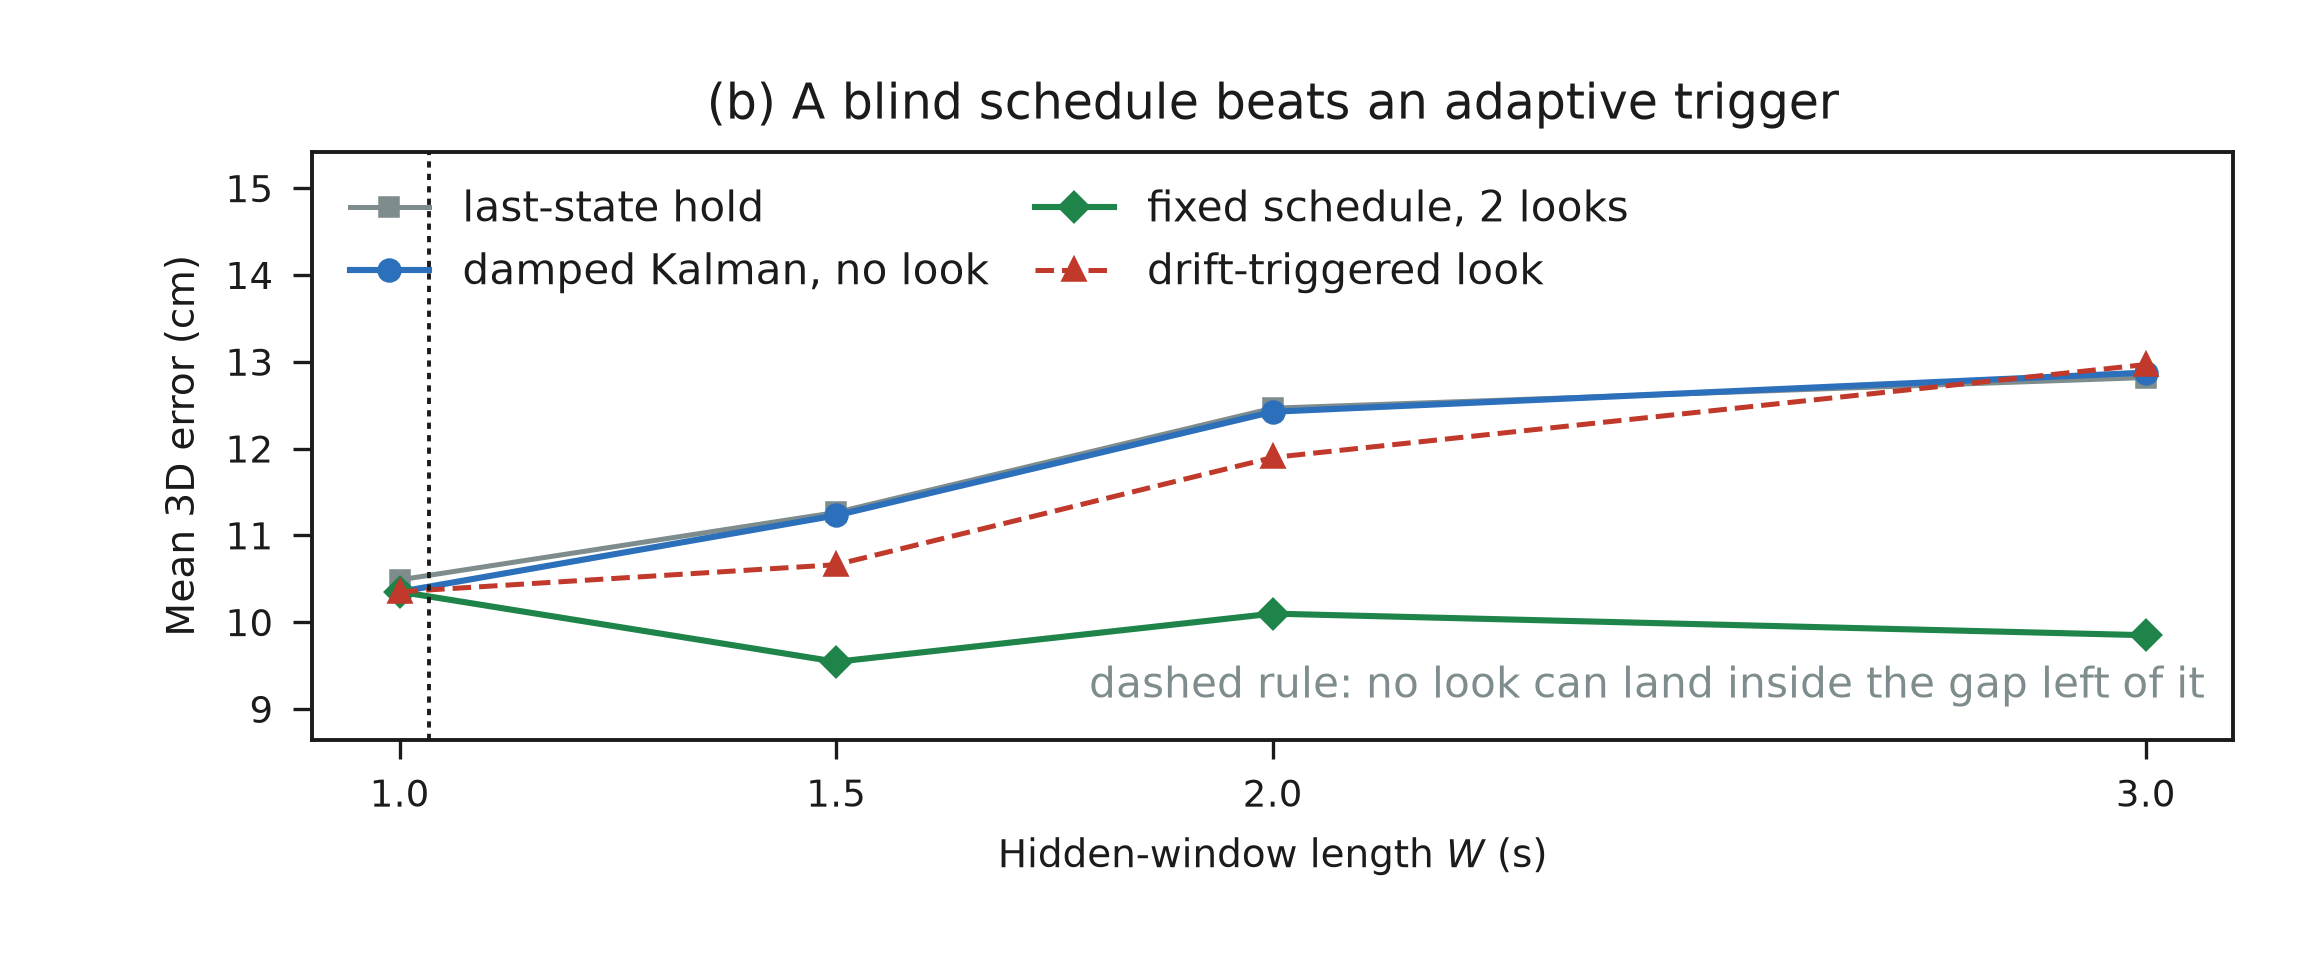 (b) A blind schedule beats an adaptive trigger
last-state hold
damped Kalman, no look
fixed schedule, 2 looks
drift-triggered look
Mean 3D error (cm)
15
14
13
12
11
10
9
dashed rule: no look can land inside the gap left of it
1.0 1.5 2.0 3.0
Hidden-window length W (s)